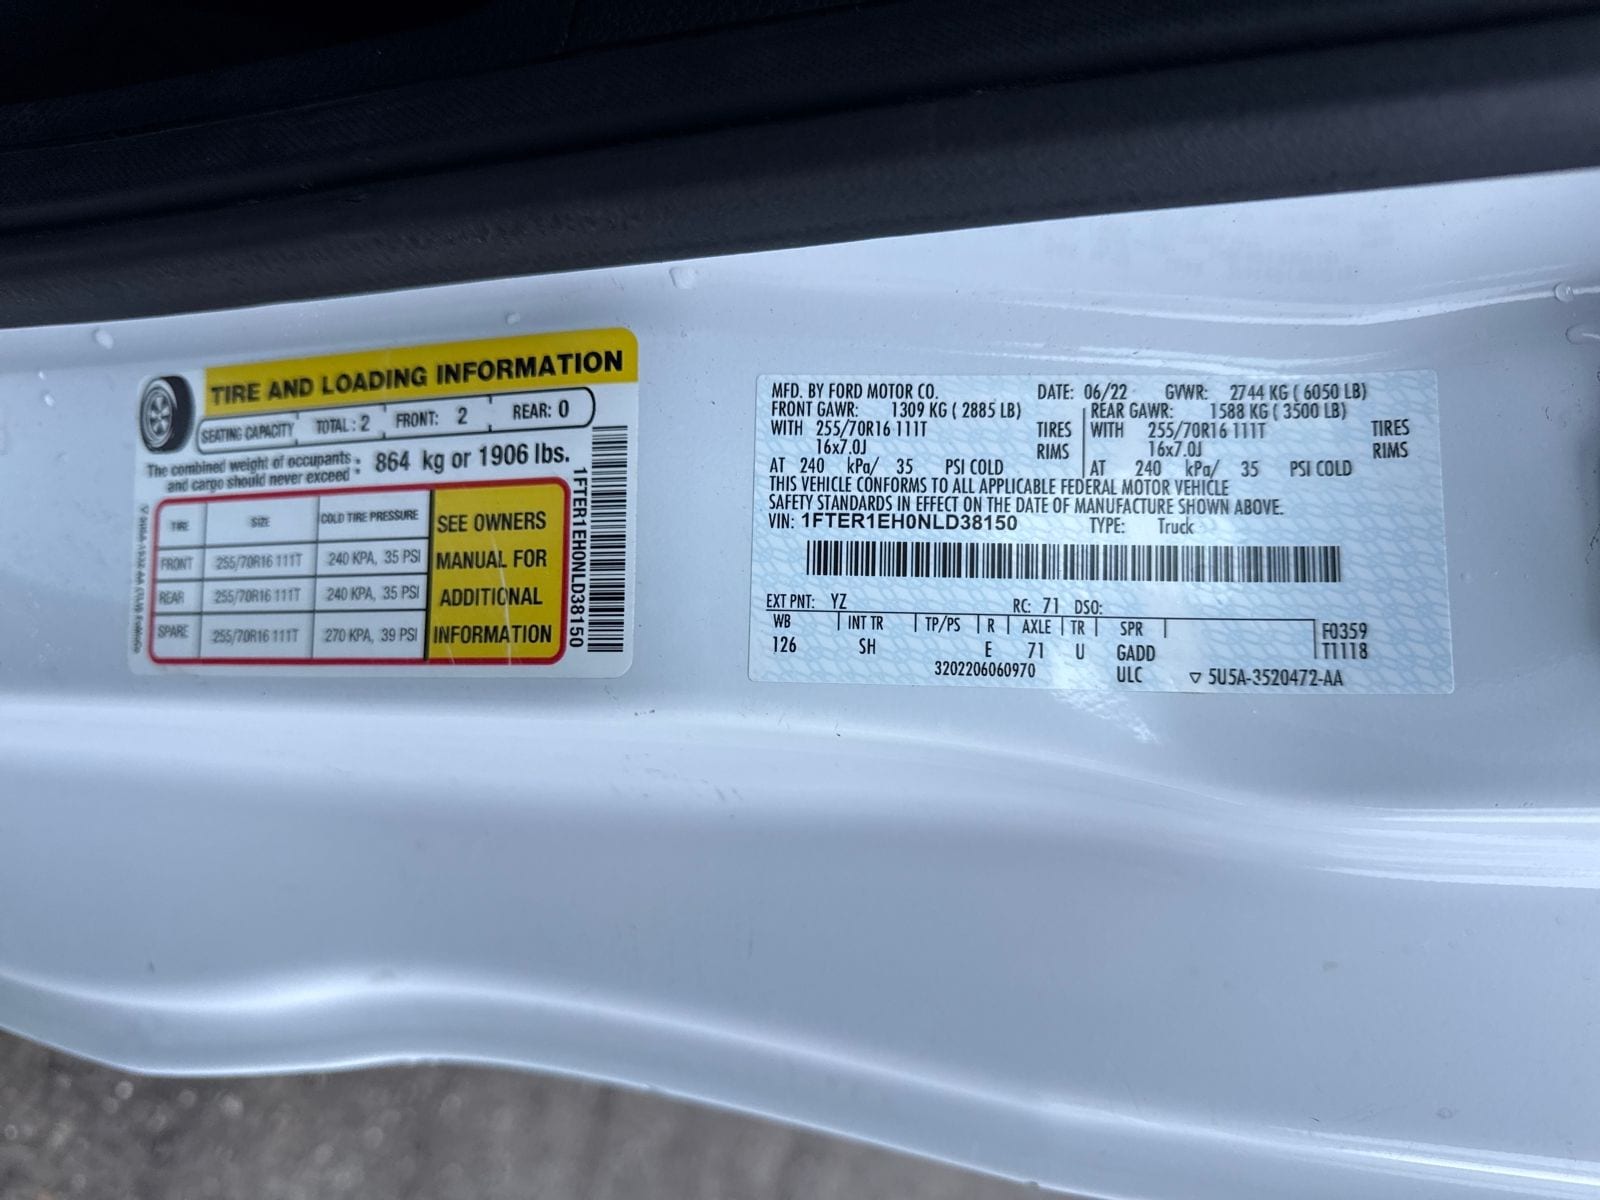 TIRE AND LOADING INFORMATION
SEATING CAPACITY TOTAL: 2 FRONT: 2 REAR: 0
The combined weight of occupants and cargo should never exceed : 864 kg or 1906 lbs.
TIRE SIZE COLD TIRE PRESSURE
FRONT 255/70R16 111T 240 KPA, 35 PSI
REAR 255/70R16 111T 240 KPA, 35 PSI
SPARE 255/70R16 111T 270 KPA, 39 PSI
SEE OWNERS
MANUAL FOR
ADDITIONAL
INFORMATION
1FTER1EH0NLD38150
MFD. BY FORD MOTOR CO. DATE: 06/22 GVWR: 2744 KG ( 6050 LB)
FRONT GAWR: 1309 KG ( 2885 LB) REAR GAWR: 1588 KG ( 3500 LB)
WITH 255/70R16 111T TIRES WITH 255/70R16 111T TIRES
16x7.0J RIMS 16x7.0J RIMS
AT 240 kPa/ 35 PSI COLD AT 240 kPa/ 35 PSI COLD
THIS VEHICLE CONFORMS TO ALL APPLICABLE FEDERAL MOTOR VEHICLE
SAFETY STANDARDS IN EFFECT ON THE DATE OF MANUFACTURE SHOWN ABOVE.
VIN: 1FTER1EH0NLD38150 TYPE: Truck
EXT PNT: YZ RC: 71 DSO:
WB INT TR TP/PS R AXLE TR SPR F0359
126 SH E 71 U GADD T1118
3202206060970 ULC ▽ 5U5A-3520472-AA